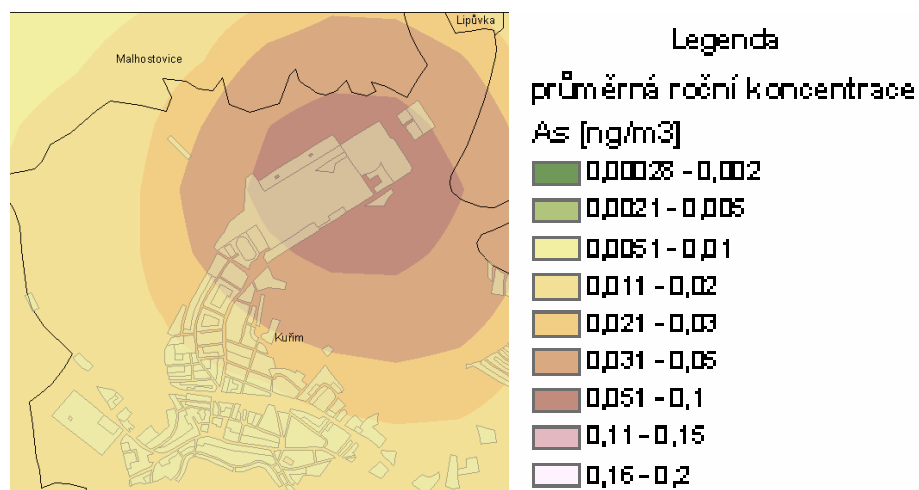 Lipůvka
Malhostovice
Kuřim
Legenda
průměrná roční koncentrace
As [ng/m3]
0,00028 - 0,002
0,0021 - 0,005
0,0051 - 0,01
0,011 - 0,02
0,021 - 0,03
0,031 - 0,05
0,051 - 0,1
0,11 - 0,15
0,16 - 0,2